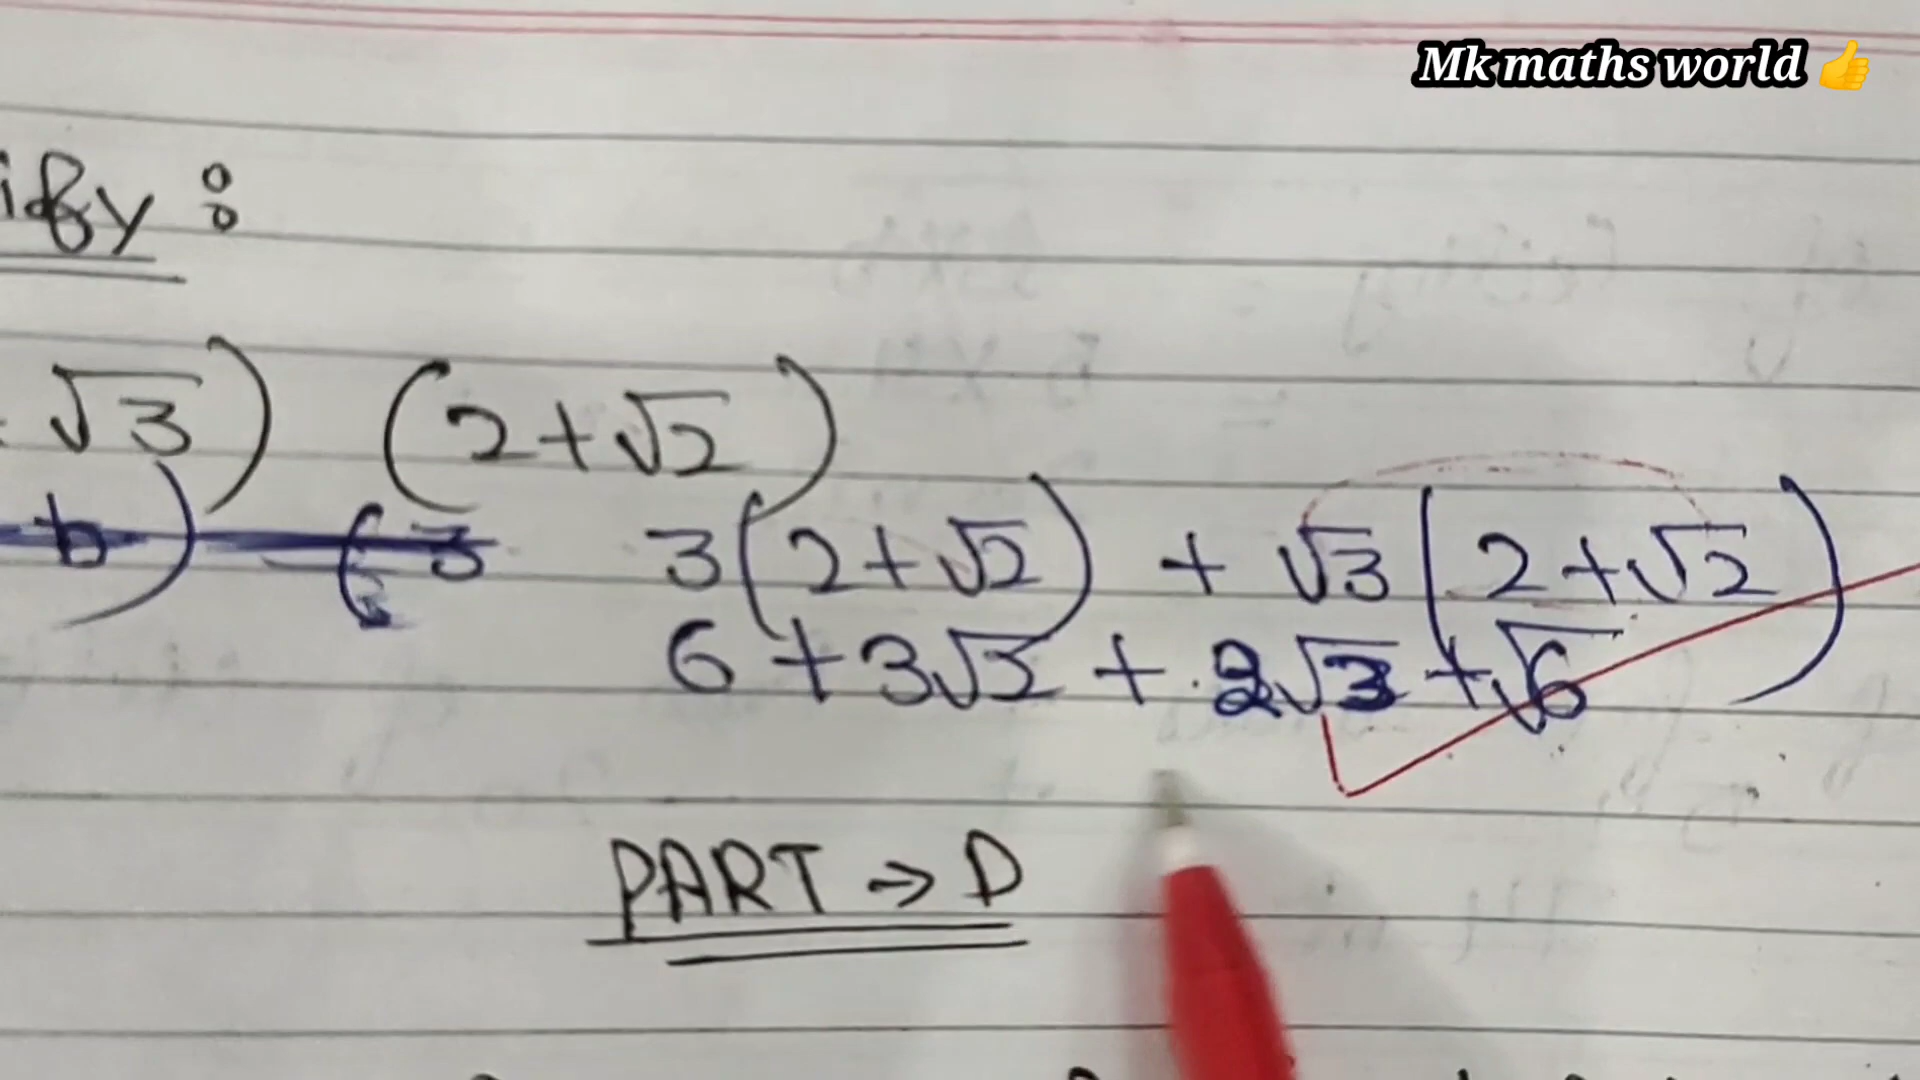 Mk maths world 👍
ify :
√3) (2+√2)
b) (3
3(2+√2) + √3(2+√2)
6 +3√2 + 2√3 +√6
PART → D